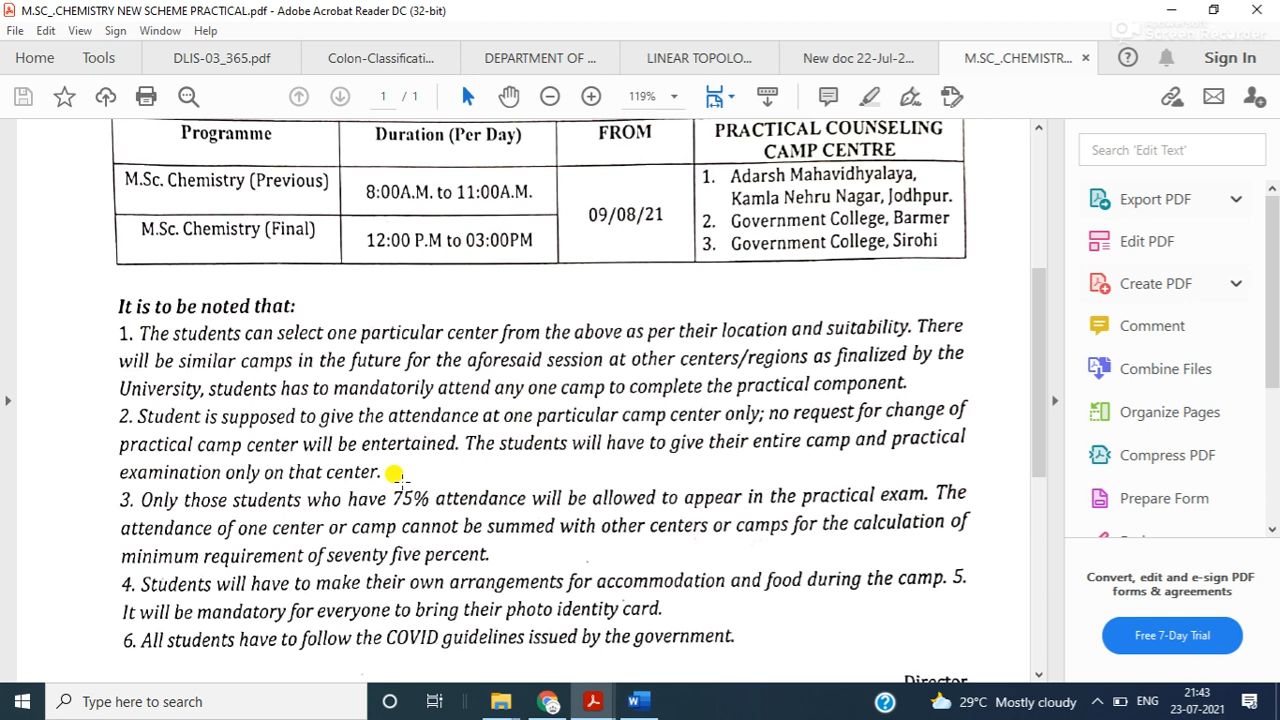 M.SC_.CHEMISTRY NEW SCHEME PRACTICAL.pdf - Adobe Acrobat Reader DC (32-bit)
File Edit View Sign Window Help
Screen Recorder
Home Tools DLIS-03_365.pdf Colon-Classificati... DEPARTMENT OF ... LINEAR TOPOLO... New doc 22-Jul-2... M.SC_.CHEMISTR... Sign In
1 / 1 119%
Programme Duration (Per Day) FROM PRACTICAL COUNSELING
CAMP CENTRE
M.Sc. Chemistry (Previous) 8:00A.M. to 11:00A.M. 09/08/21 1. Adarsh Mahavidhyalaya,
Kamla Nehru Nagar, Jodhpur.
M.Sc. Chemistry (Final) 12:00 P.M to 03:00PM 2. Government College, Barmer
3. Government College, Sirohi
It is to be noted that:
1. The students can select one particular center from the above as per their location and suitability. There
will be similar camps in the future for the aforesaid session at other centers/regions as finalized by the
University, students has to mandatorily attend any one camp to complete the practical component.
2. Student is supposed to give the attendance at one particular camp center only; no request for change of
practical camp center will be entertained. The students will have to give their entire camp and practical
examination only on that center.
3. Only those students who have 75% attendance will be allowed to appear in the practical exam. The
attendance of one center or camp cannot be summed with other centers or camps for the calculation of
minimum requirement of seventy five percent.
4. Students will have to make their own arrangements for accommodation and food during the camp. 5.
It will be mandatory for everyone to bring their photo identity card.
6. All students have to follow the COVID guidelines issued by the government.
Director
Search 'Edit Text'
Export PDF
Edit PDF
Create PDF
Comment
Combine Files
Organize Pages
Compress PDF
Prepare Form
Convert, edit and e-sign PDF
forms & agreements
Free 7-Day Trial
Type here to search
29°C Mostly cloudy ENG 21:43
23-07-2021